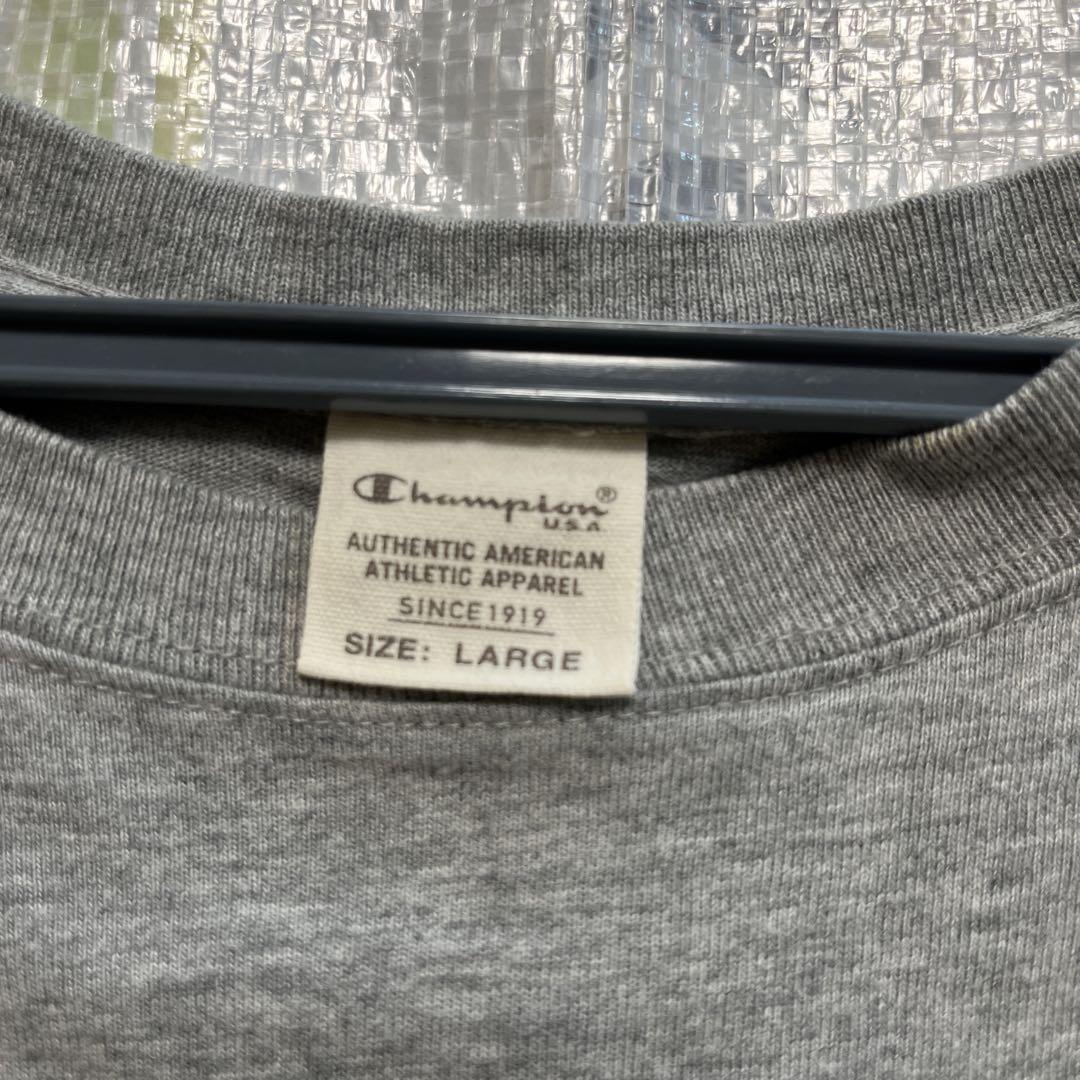 Champion®
U.S.A.
AUTHENTIC AMERICAN
ATHLETIC APPAREL
SINCE 1919
SIZE: LARGE